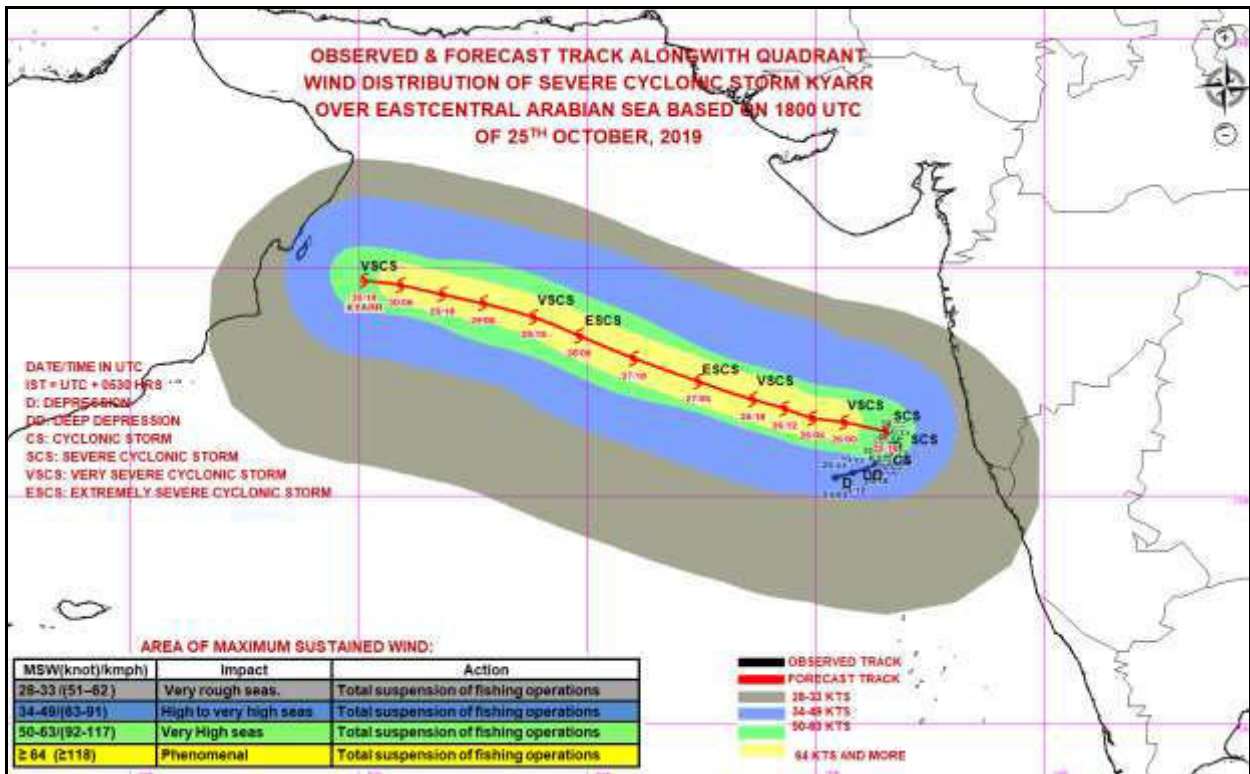 OBSERVED & FORECAST TRACK ALONGWITH QUADRANT
WIND DISTRIBUTION OF SEVERE CYCLONIC STORM KYARR
OVER EASTCENTRAL ARABIAN SEA BASED ON 1800 UTC
OF 25TH OCTOBER, 2019
VSCS
KYARR
VSCS
ESCS
ESCS
VSCS
VSCS
SCS
SCS
CS
DD
D
DATE/TIME IN UTC
IST = UTC + 0530 HRS
D: DEPRESSION
DD: DEEP DEPRESSION
CS: CYCLONIC STORM
SCS: SEVERE CYCLONIC STORM
VSCS: VERY SEVERE CYCLONIC STORM
ESCS: EXTREMELY SEVERE CYCLONIC STORM
AREA OF MAXIMUM SUSTAINED WIND:
MSW(knot)/kmph) Impact Action
28-33 /(51–62 ) Very rough seas. Total suspension of fishing operations
34-49/(63-91) High to very high seas Total suspension of fishing operations
50-63/(92-117) Very High seas Total suspension of fishing operations
≥ 64 (≥118) Phenomenal Total suspension of fishing operations
OBSERVED TRACK
FORECAST TRACK
28-33 KTS
34-49 KTS
50-63 KTS
64 KTS AND MORE